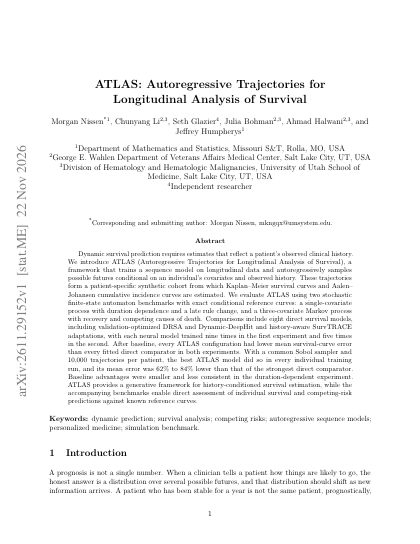 arXiv:2611.29152v1 [stat.ME] 22 Nov 2026
ATLAS: Autoregressive Trajectories for
Longitudinal Analysis of Survival
Morgan Nissen*1, Chunyang Li2,3, Seth Glazier4, Julia Bohman2,3, Ahmad Halwani2,3, and
Jeffrey Humpherys1
1Department of Mathematics and Statistics, Missouri S&T, Rolla, MO, USA
2George E. Wahlen Department of Veterans Affairs Medical Center, Salt Lake City, UT, USA
3Division of Hematology and Hematologic Malignancies, University of Utah School of
Medicine, Salt Lake City, UT, USA
4Independent researcher
*Corresponding and submitting author: Morgan Nissen, mkngqz@umsystem.edu.
Abstract
Dynamic survival prediction requires estimates that reflect a patient's observed clinical history.
We introduce ATLAS (Autoregressive Trajectories for Longitudinal Analysis of Survival), a
framework that trains a sequence model on longitudinal data and autoregressively samples
possible futures conditional on an individual's covariates and observed history. These trajectories
form a patient-specific synthetic cohort from which Kaplan–Meier survival curves and Aalen–
Johansen cumulative incidence curves are estimated. We evaluate ATLAS using two stochastic
finite-state automaton benchmarks with exact conditional reference curves: a single-covariate
process with duration dependence and a late rule change, and a three-covariate Markov process
with recovery and competing causes of death. Comparisons include eight direct survival models,
including validation-optimized DRSA and Dynamic-DeepHit and history-aware SurvTRACE
adaptations, with each neural model trained nine times in the first experiment and five times
in the second. After baseline, every ATLAS configuration had lower mean survival-curve error
than every fitted direct comparator in both experiments. With a common Sobol sampler and
10,000 trajectories per patient, the best ATLAS model did so in every individual training
run, and its mean error was 62% to 84% lower than that of the strongest direct comparator.
Baseline advantages were smaller and less consistent in the duration-dependent experiment.
ATLAS provides a generative framework for history-conditioned survival estimation, while the
accompanying benchmarks enable direct assessment of individual survival and competing-risk
predictions against known reference curves.
Keywords: dynamic prediction; survival analysis; competing risks; autoregressive sequence models;
personalized medicine; simulation benchmark.
1 Introduction
A prognosis is not a single number. When a clinician tells a patient how things are likely to go, the
honest answer is a distribution over several possible futures, and that distribution should shift as new
information arrives. A patient who has been stable for a year is not the same patient, prognostically,
1